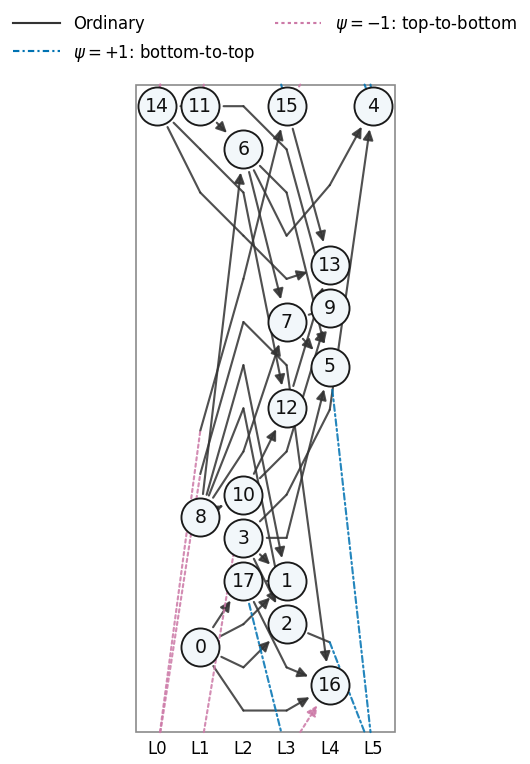 Ordinary
ψ = −1: top-to-bottom
ψ = +1: bottom-to-top
14 11 15 4
6
13
9
7
5
12
10
8
3
17 1
2
0
16
L0 L1 L2 L3 L4 L5